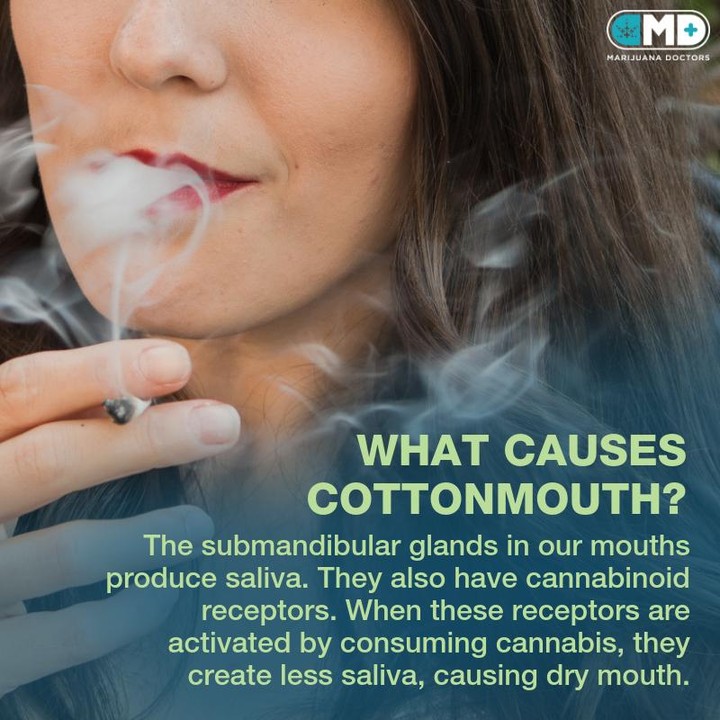 MD
MARIJUANA DOCTORS
WHAT CAUSES
COTTONMOUTH?
The submandibular glands in our mouths
produce saliva. They also have cannabinoid
receptors. When these receptors are
activated by consuming cannabis, they
create less saliva, causing dry mouth.